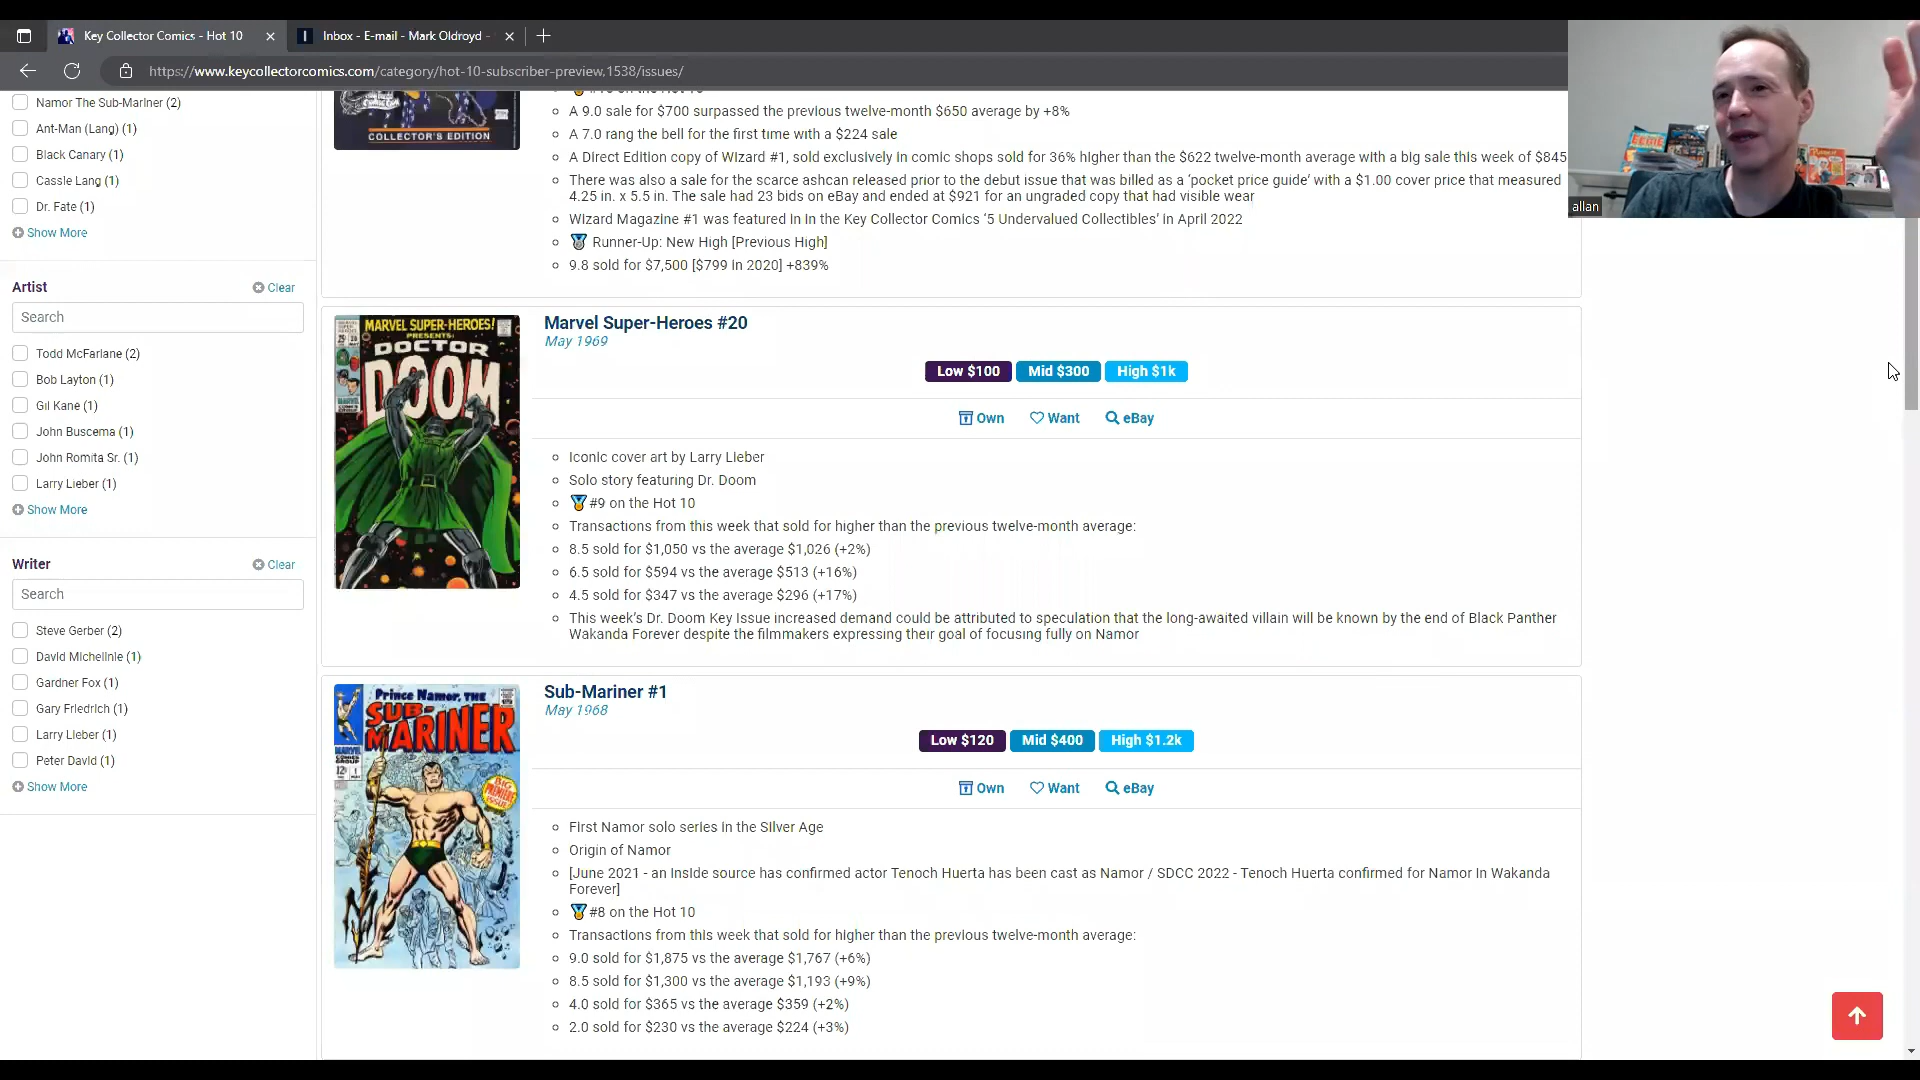 Key Collector Comics - Hot 10
Inbox - E-mail - Mark Oldroyd -
https://www.keycollectorcomics.com/category/hot-10-subscriber-preview,1538/issues/
allan
Namor The Sub-Mariner (2)
Ant-Man (Lang) (1)
Black Canary (1)
Cassie Lang (1)
Dr. Fate (1)
Show More
Artist
Clear
Search
Todd McFarlane (2)
Bob Layton (1)
Gil Kane (1)
John Buscema (1)
John Romita Sr. (1)
Larry Lieber (1)
Show More
Writer
Clear
Search
Steve Gerber (2)
David Michelinie (1)
Gardner Fox (1)
Gary Friedrich (1)
Larry Lieber (1)
Peter David (1)
Show More
COLLECTOR'S EDITION
A 9.0 sale for $700 surpassed the previous twelve-month $650 average by +8%
A 7.0 rang the bell for the first time with a $224 sale
A Direct Edition copy of Wizard #1, sold exclusively in comic shops sold for 36% higher than the $622 twelve-month average with a big sale this week of $845
There was also a sale for the scarce ashcan released prior to the debut issue that was billed as a 'pocket price guide' with a $1.00 cover price that measured
4.25 in. x 5.5 in. The sale had 23 bids on eBay and ended at $921 for an ungraded copy that had visible wear
Wizard Magazine #1 was featured in in the Key Collector Comics '5 Undervalued Collectibles' in April 2022
Runner-Up: New High [Previous High]
9.8 sold for $7,500 [$799 in 2020] +839%
MARVEL SUPER-HEROES!
PRESENTS:
DOCTOR
DOOM
Marvel Super-Heroes #20
May 1969
Low $100
Mid $300
High $1k
Own
Want
eBay
Iconic cover art by Larry Lieber
Solo story featuring Dr. Doom
#9 on the Hot 10
Transactions from this week that sold for higher than the previous twelve-month average:
8.5 sold for $1,050 vs the average $1,026 (+2%)
6.5 sold for $594 vs the average $513 (+16%)
4.5 sold for $347 vs the average $296 (+17%)
This week's Dr. Doom Key Issue increased demand could be attributed to speculation that the long-awaited villain will be known by the end of Black Panther
Wakanda Forever despite the filmmakers expressing their goal of focusing fully on Namor
Prince Namor, THE
SUB-
MARINER
BIG
PREMIERE
ISSUE!
Sub-Mariner #1
May 1968
Low $120
Mid $400
High $1.2k
Own
Want
eBay
First Namor solo series in the Silver Age
Origin of Namor
[June 2021 - an InsIde source has confirmed actor Tenoch Huerta has been cast as Namor / SDCC 2022 - Tenoch Huerta confirmed for Namor in Wakanda
Forever]
#8 on the Hot 10
Transactions from this week that sold for higher than the previous twelve-month average:
9.0 sold for $1,875 vs the average $1,767 (+6%)
8.5 sold for $1,300 vs the average $1,193 (+9%)
4.0 sold for $365 vs the average $359 (+2%)
2.0 sold for $230 vs the average $224 (+3%)